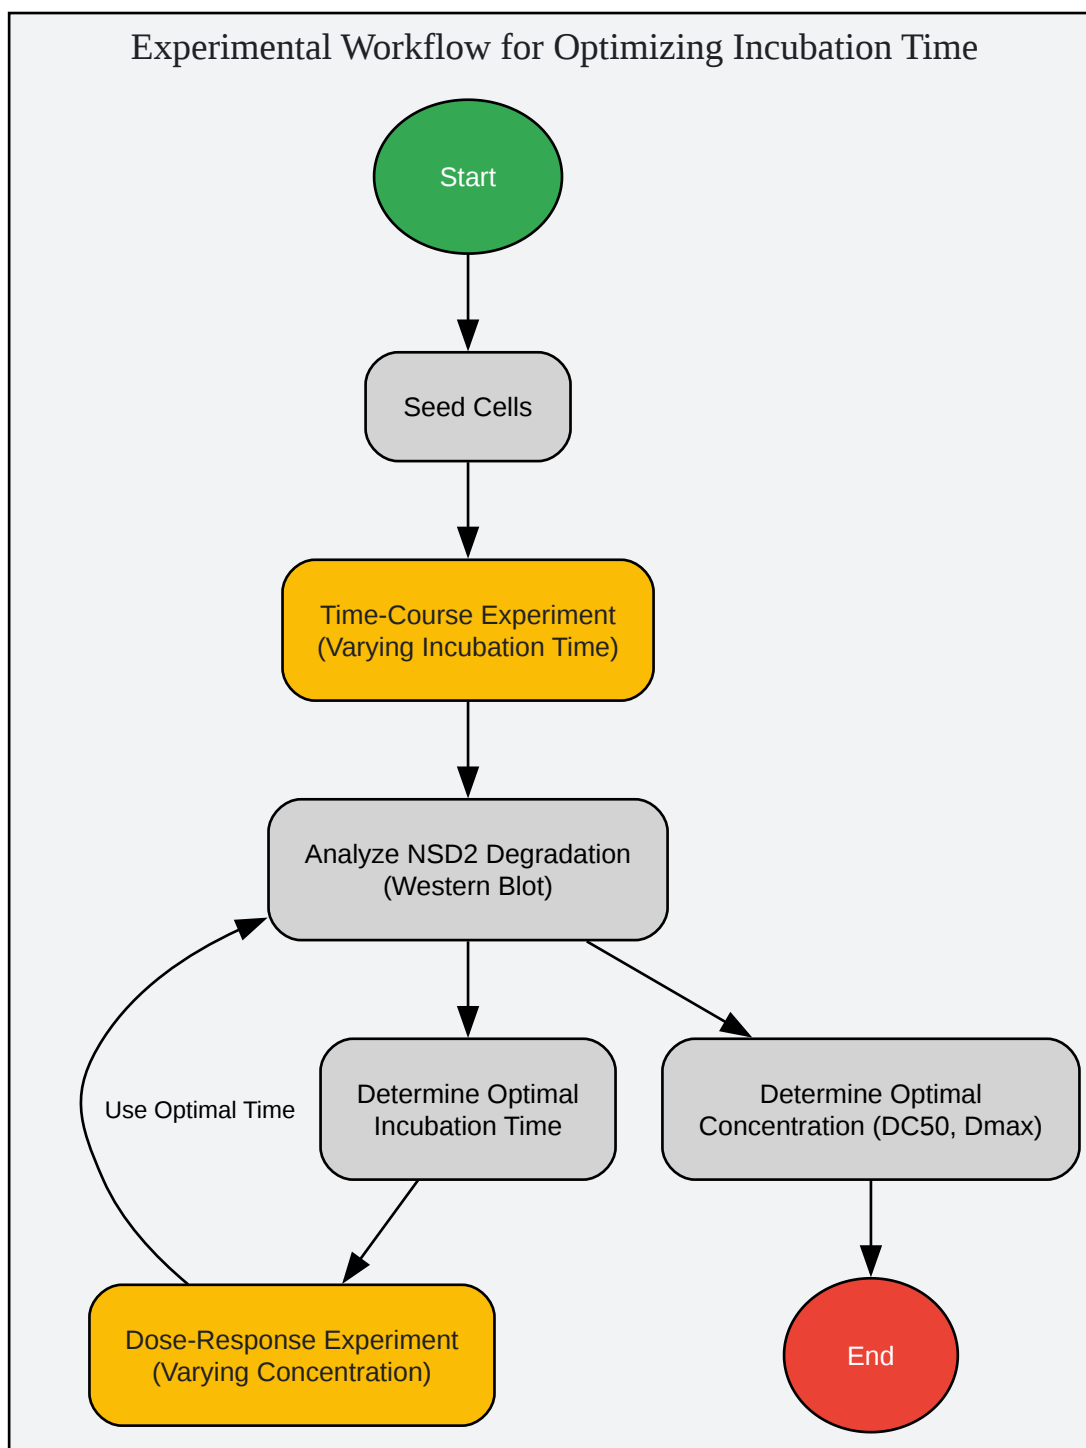 Experimental Workflow for Optimizing Incubation Time
Start
Seed Cells
Time-Course Experiment
(Varying Incubation Time)
Analyze NSD2 Degradation
(Western Blot)
Use Optimal Time
Determine Optimal
Incubation Time
Determine Optimal
Concentration (DC50, Dmax)
Dose-Response Experiment
(Varying Concentration)
End